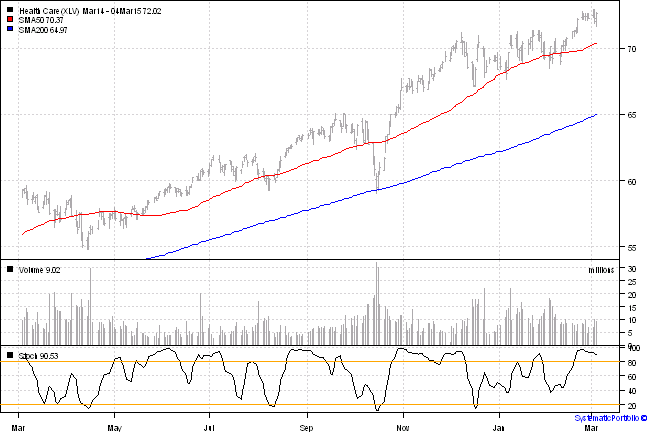 Health Care (XLV) Mar14 - 04Mar15 72.02
SMA50 70.37
SMA200 64.97
70
65
60
55
Volume 9.02
millions
30
25
20
15
10
5
0
Stoch 90.53
100
80
60
40
20
Mar May Jul Sep Nov Jan Mar
SystematicPortfolio ©